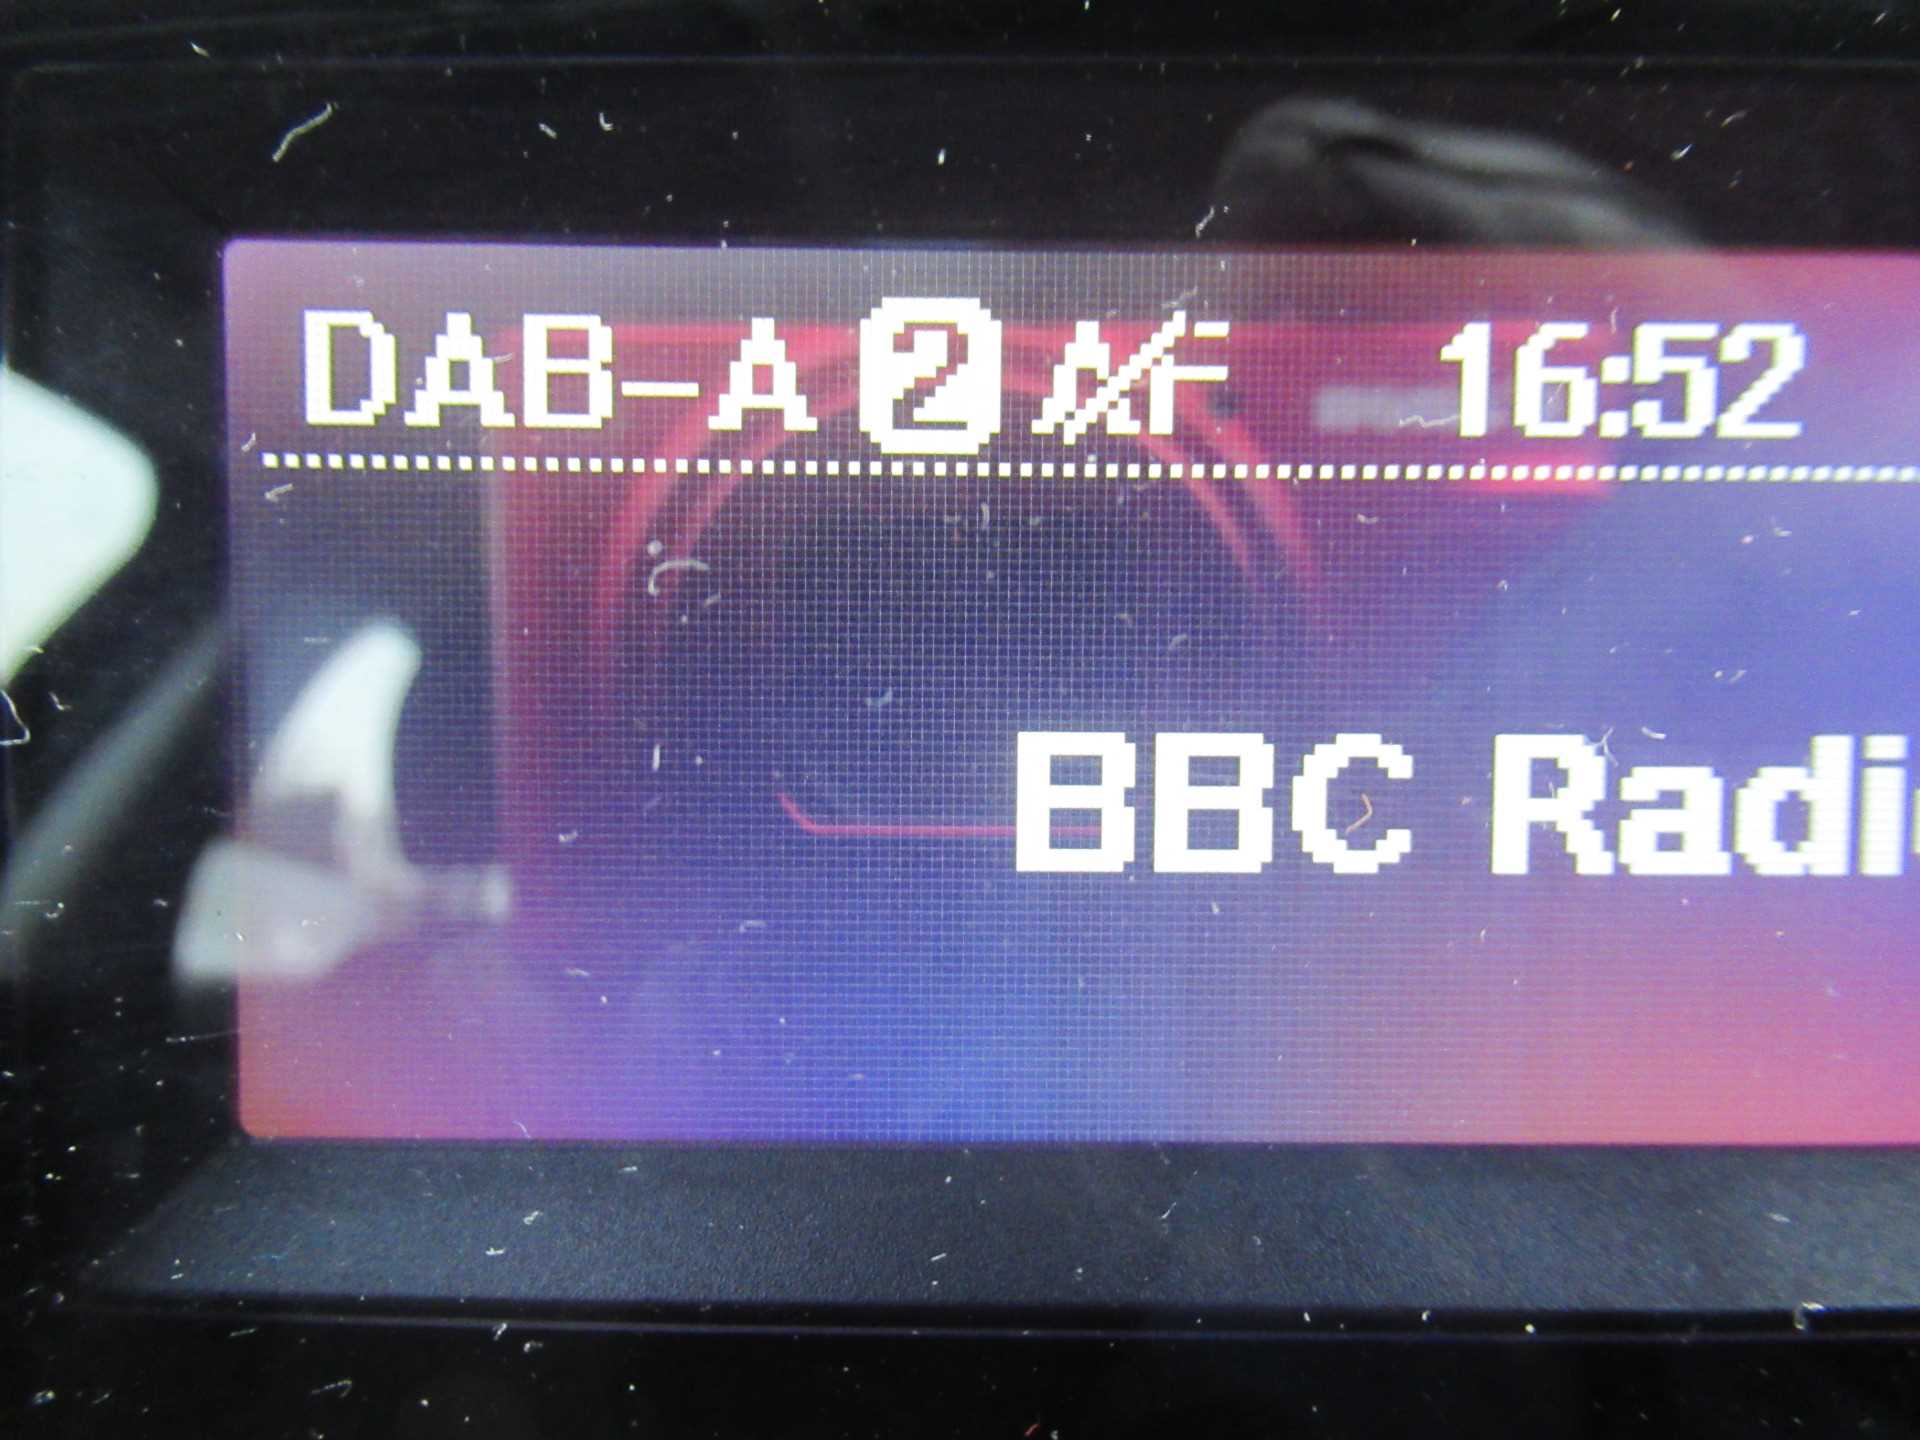 DAB-A 2 AF 16:52
BBC Radi